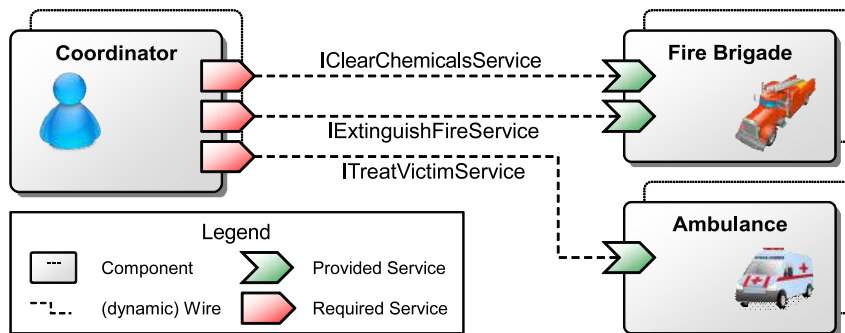 Coordinator
IClearChemicalsService
Fire Brigade
IExtinguishFireService
ITreatVictimService
Ambulance
Legend
Component
Provided Service
(dynamic) Wire
Required Service